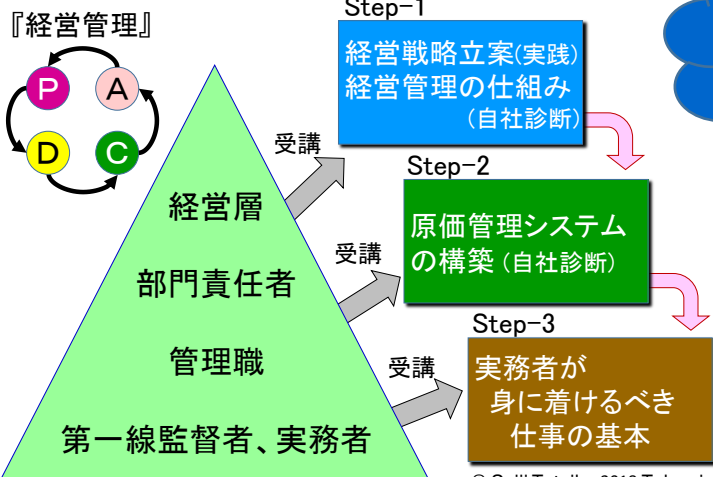 『経営管理』
P
A
D
C
経営層
部門責任者
管理職
第一線監督者、実務者
受講
受講
受講
Step-1
経営戦略立案(実践)
経営管理の仕組み
(自社診断)
Step-2
原価管理システム
の構築(自社診断)
Step-3
実務者が
身に着けるべき
仕事の基本